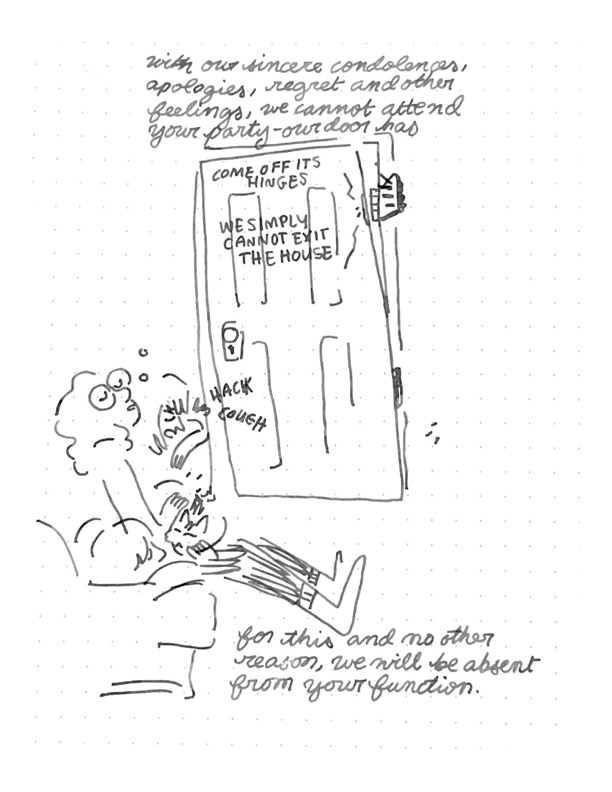 with our sincere condolences,
apologies, regret and other
feelings, we cannot attend
your party-our door has
COME OFF ITS
HINGES
WE SIMPLY
CANNOT EXIT
THE HOUSE
HACK
COUGH
for this and no other
reason, we will be absent
from your function.